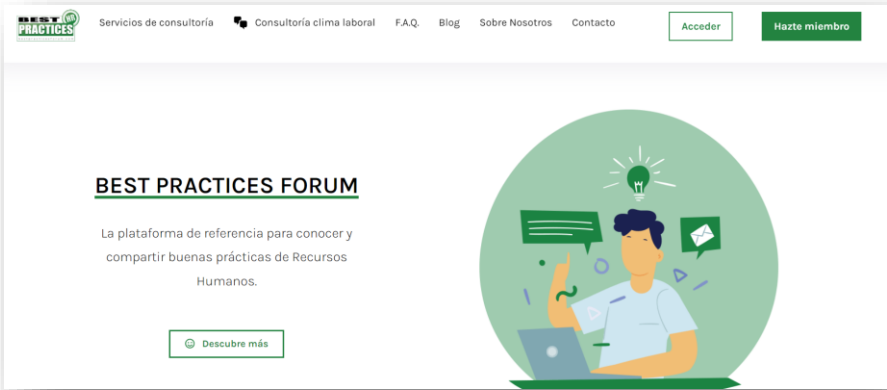 BEST
PRACTICES
Servicios de consultoría
Consultoría clima laboral
F.A.Q.
Blog
Sobre Nosotros
Contacto
Acceder
Hazte miembro
BEST PRACTICES FORUM
La plataforma de referencia para conocer y
compartir buenas prácticas de Recursos
Humanos.
Descubre más